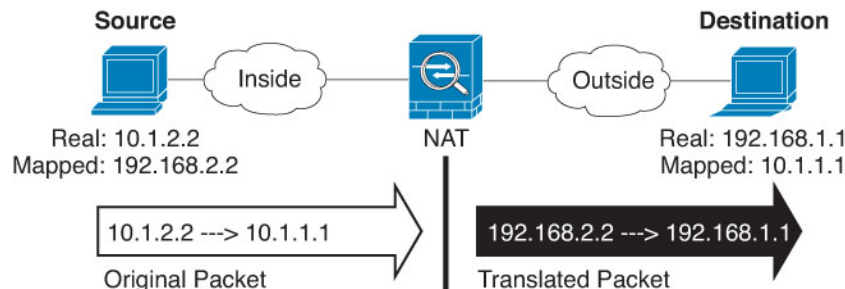 Source
Destination
Inside
Outside
Real: 10.1.2.2
Mapped: 192.168.2.2
NAT
Real: 192.168.1.1
Mapped: 10.1.1.1
10.1.2.2 ---> 10.1.1.1
192.168.2.2 ---> 192.168.1.1
Original Packet
Translated Packet